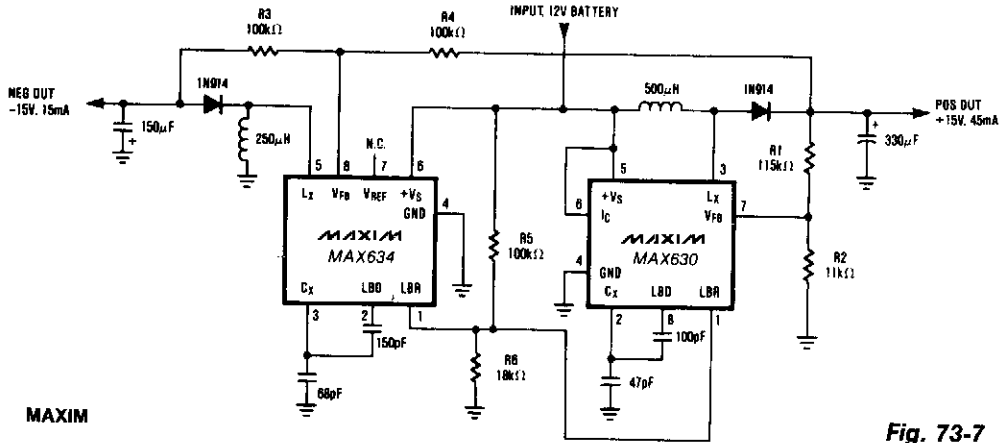 INPUT, 12V BATTERY
R3
100kΩ
R4
100kΩ
NEG OUT
-15V, 15mA
1N914
500µH
1N914
POS OUT
+15V, 45mA
150µF
+
250µH
N.C.
+
330µF
R1
115kΩ
5 8 7 6
LX VFB VREF +VS
GND
4
MAXIM
MAX634
CX LBD LBR
3 2 1
150pF
68pF
R5
100kΩ
R6
18kΩ
5 3
+VS LX
6 IC VFB 7
MAXIM
MAX630
4 GND
CX LBD LBR
2 8 1
100pF
47pF
R2
11kΩ
MAXIM
Fig. 73-7